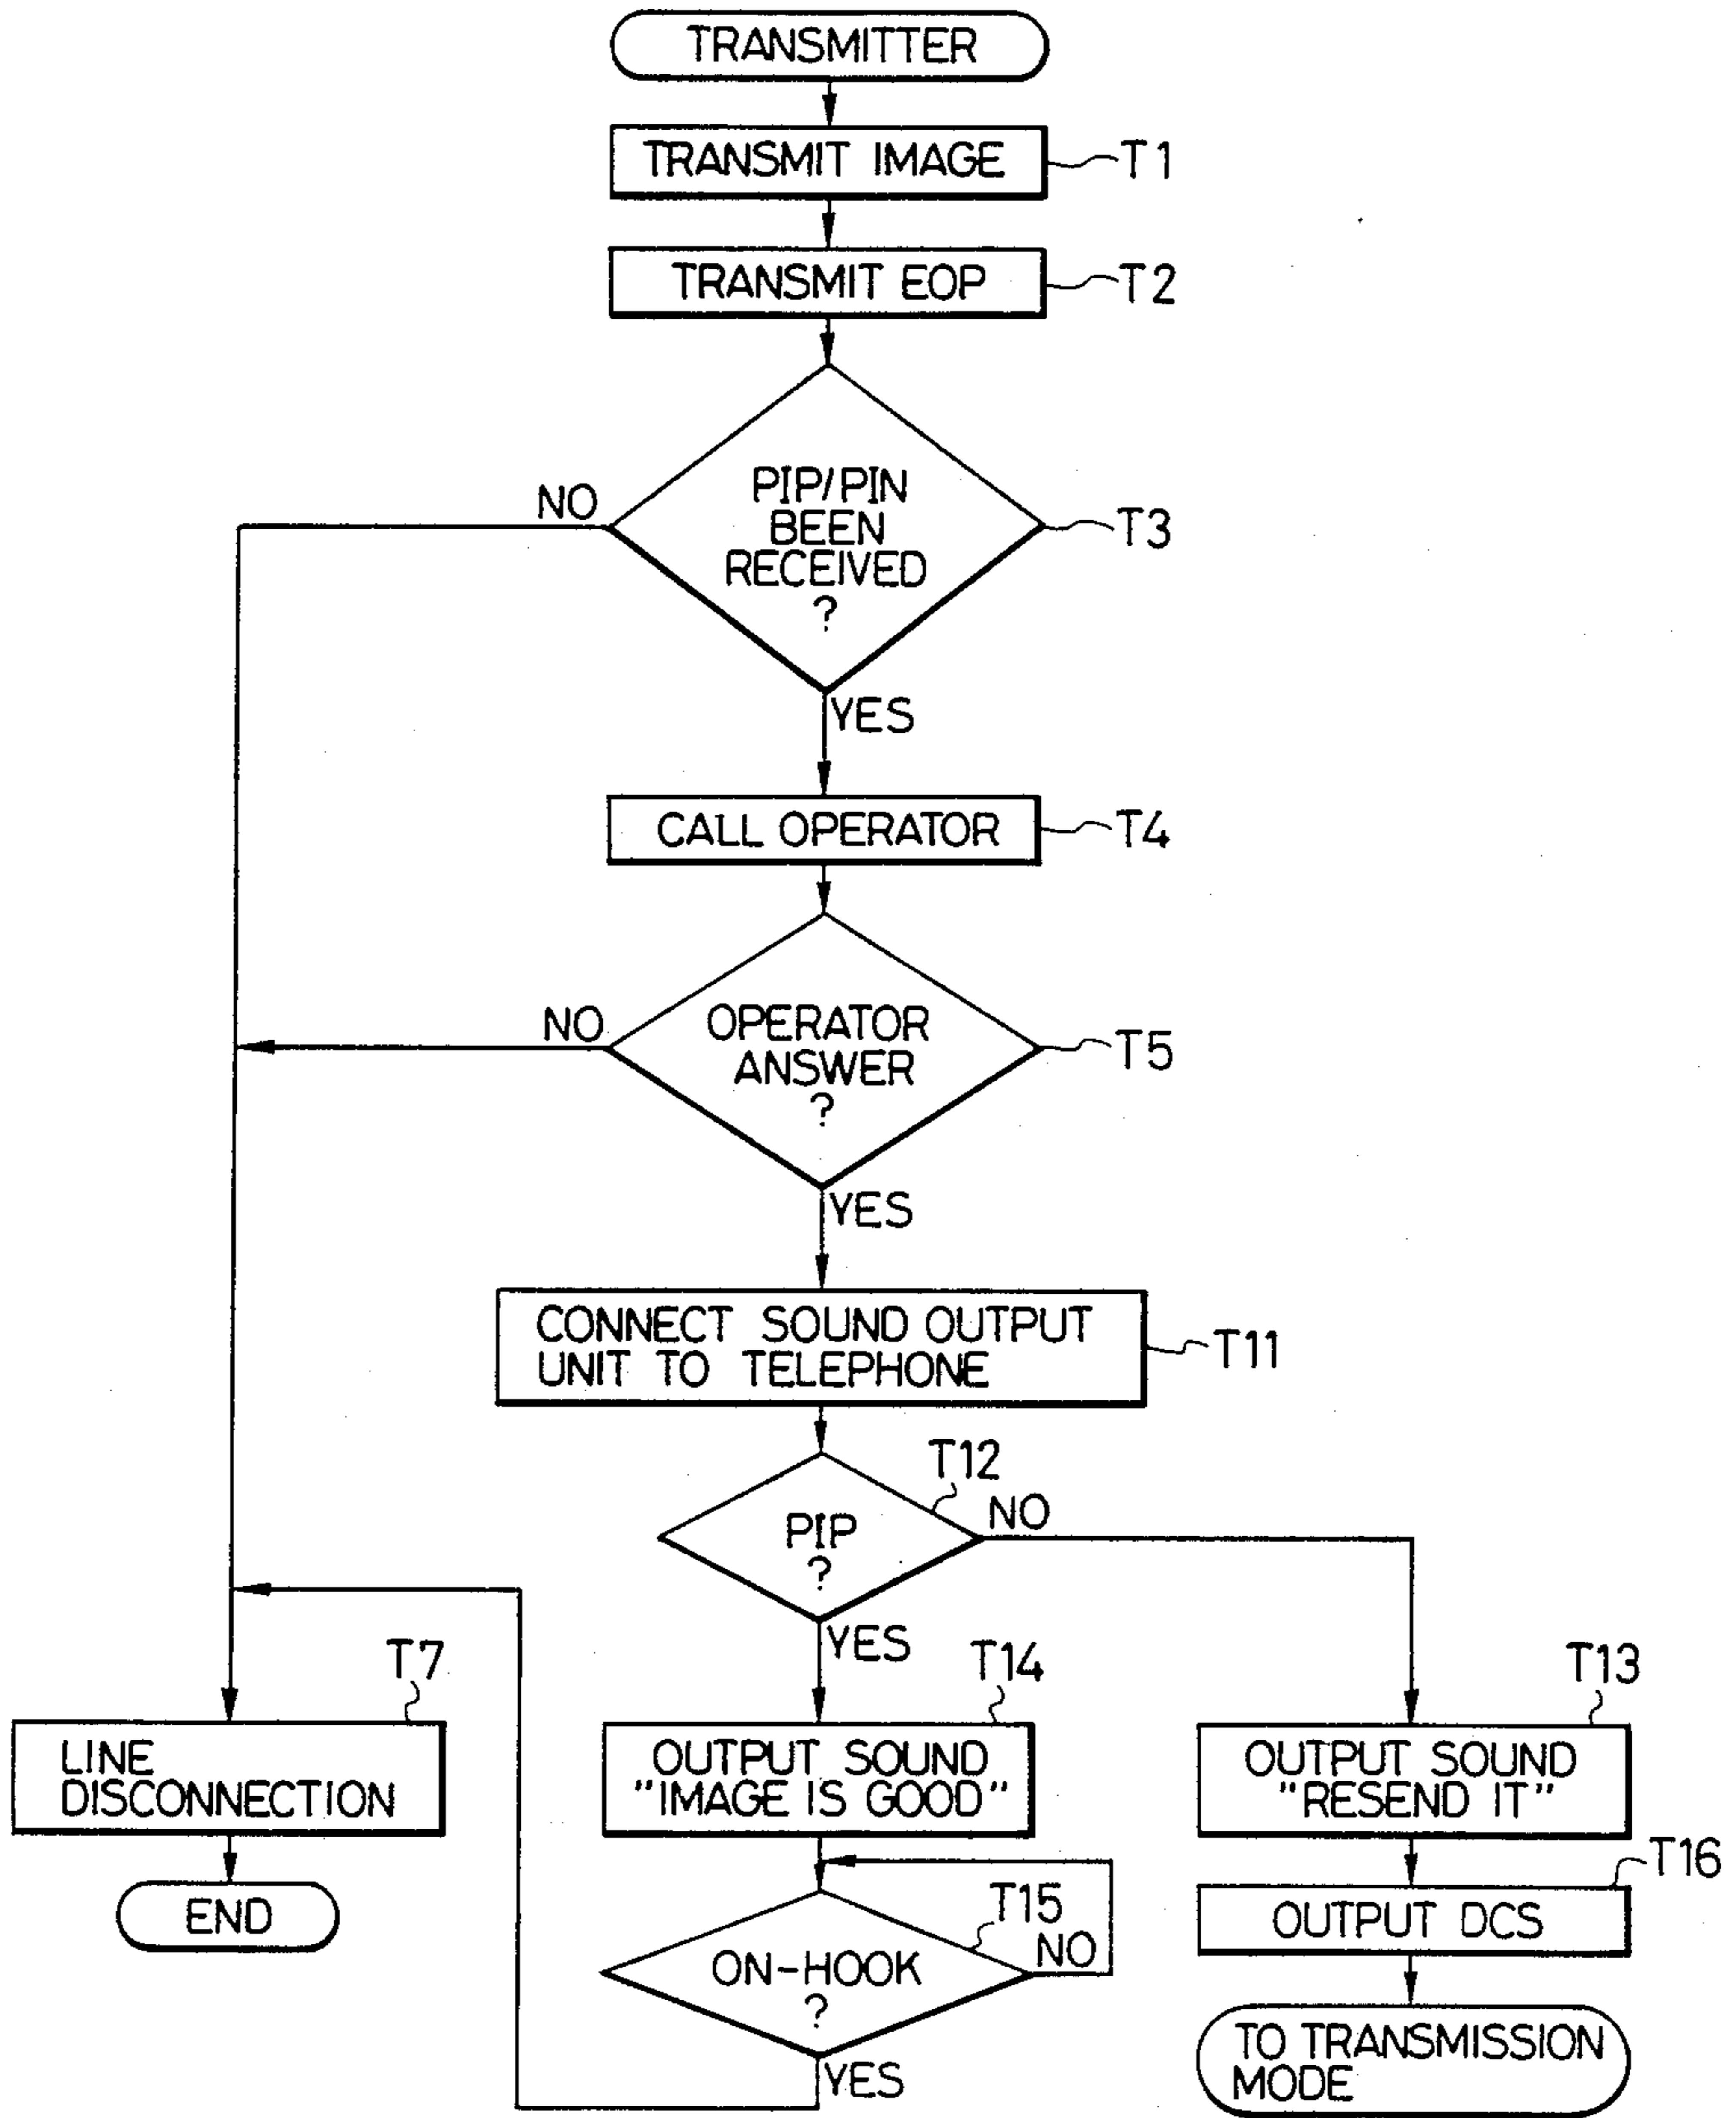 TRANSMITTER
TRANSMIT IMAGE
T1
TRANSMIT EOP
T2
PIP/PIN
BEEN
RECEIVED
?
NO
T3
YES
CALL OPERATOR
T4
OPERATOR
ANSWER
?
NO
T5
YES
CONNECT SOUND OUTPUT
UNIT TO TELEPHONE
T11
T12
PIP
?
NO
YES
T7
LINE
DISCONNECTION
END
T14
OUTPUT SOUND
"IMAGE IS GOOD"
T15
ON-HOOK
?
NO
YES
T13
OUTPUT SOUND
"RESEND IT"
T16
OUTPUT DCS
TO TRANSMISSION
MODE